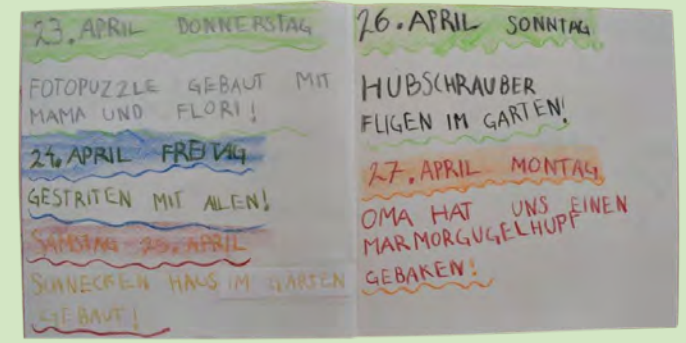 23. APRIL DONNERSTAG
FOTOPUZZLE GEBAUT MIT
MAMA UND FLORI!
24. APRIL FREITAG
GESTRITEN MIT ALLEN!
SAMSTAG 25. APRIL
SCHNECKEN HAUS IM GARTEN
GEBAUT!
26. APRIL SONNTAG
HUBSCHRAUBER
FLIGEN IM GARTEN!
27. APRIL MONTAG
OMA HAT UNS EINEN
MARMORGUGELHUPF
GEBAKEN!